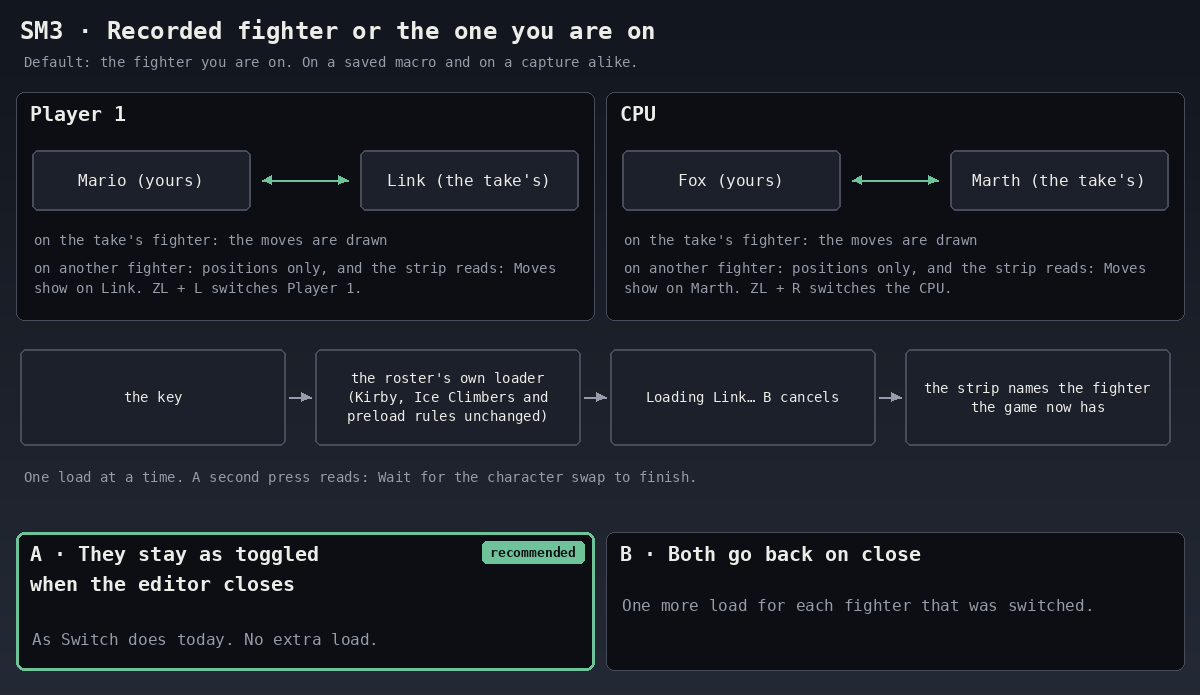 SM3 · Recorded fighter or the one you are on
Default: the fighter you are on. On a saved macro and on a capture alike.
Player 1
Mario (yours)
Link (the take's)
on the take's fighter: the moves are drawn
on another fighter: positions only, and the strip reads: Moves
show on Link. ZL + L switches Player 1.
CPU
Fox (yours)
Marth (the take's)
on the take's fighter: the moves are drawn
on another fighter: positions only, and the strip reads: Moves
show on Marth. ZL + R switches the CPU.
the key
the roster's own loader
(Kirby, Ice Climbers and
preload rules unchanged)
Loading Link… B cancels
the strip names the fighter
the game now has
One load at a time. A second press reads: Wait for the character swap to finish.
A · They stay as toggled
when the editor closes
recommended
As Switch does today. No extra load.
B · Both go back on close
One more load for each fighter that was switched.